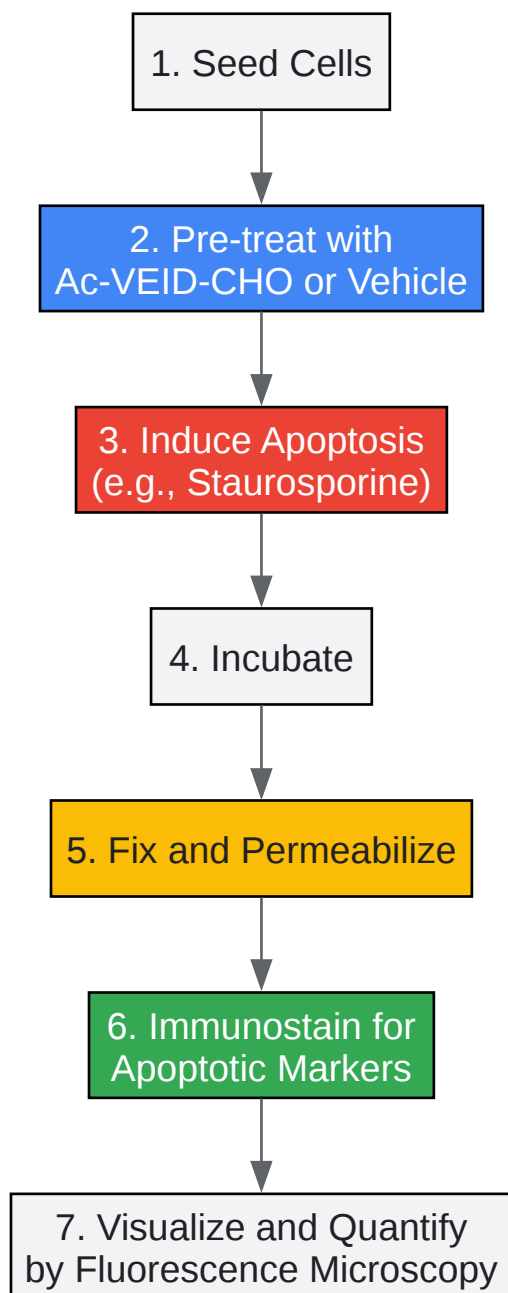 1. Seed Cells
2. Pre-treat with
Ac-VEID-CHO or Vehicle
3. Induce Apoptosis
(e.g., Staurosporine)
4. Incubate
5. Fix and Permeabilize
6. Immunostain for
Apoptotic Markers
7. Visualize and Quantify
by Fluorescence Microscopy